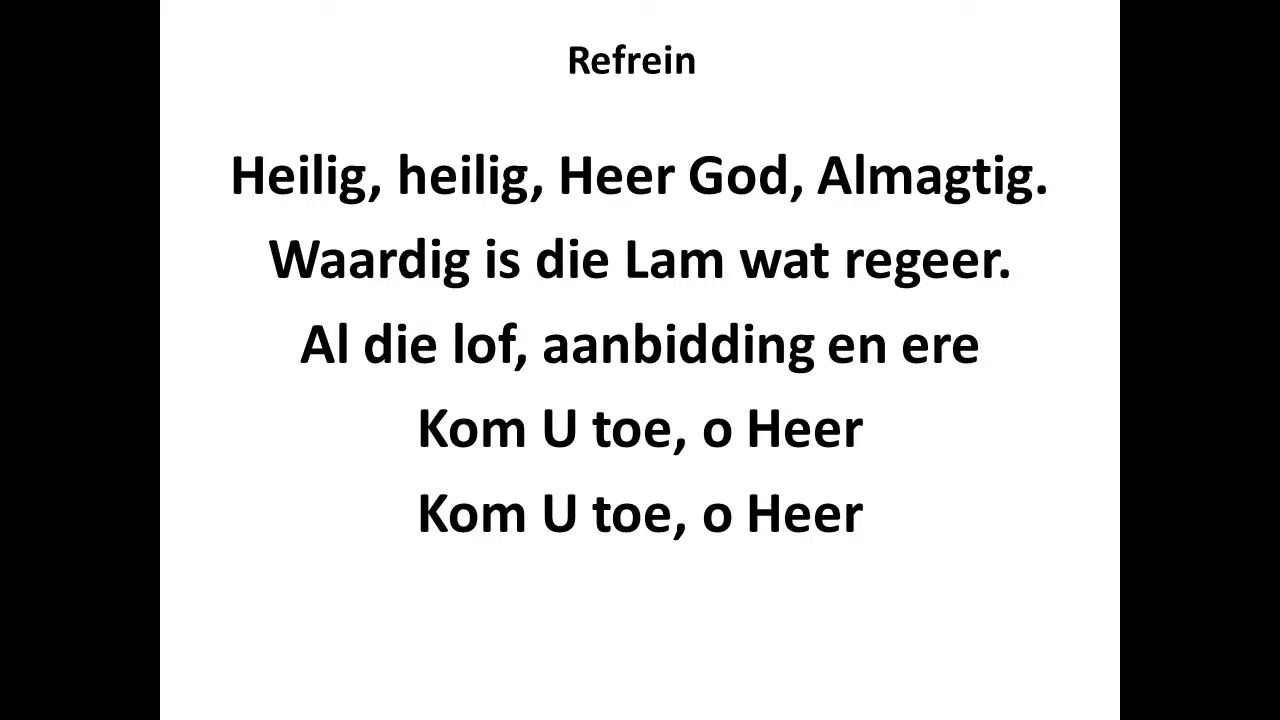 Refrein
Heilig, heilig, Heer God, Almagtig.
Waardig is die Lam wat regeer.
Al die lof, aanbidding en ere
Kom U toe, o Heer
Kom U toe, o Heer